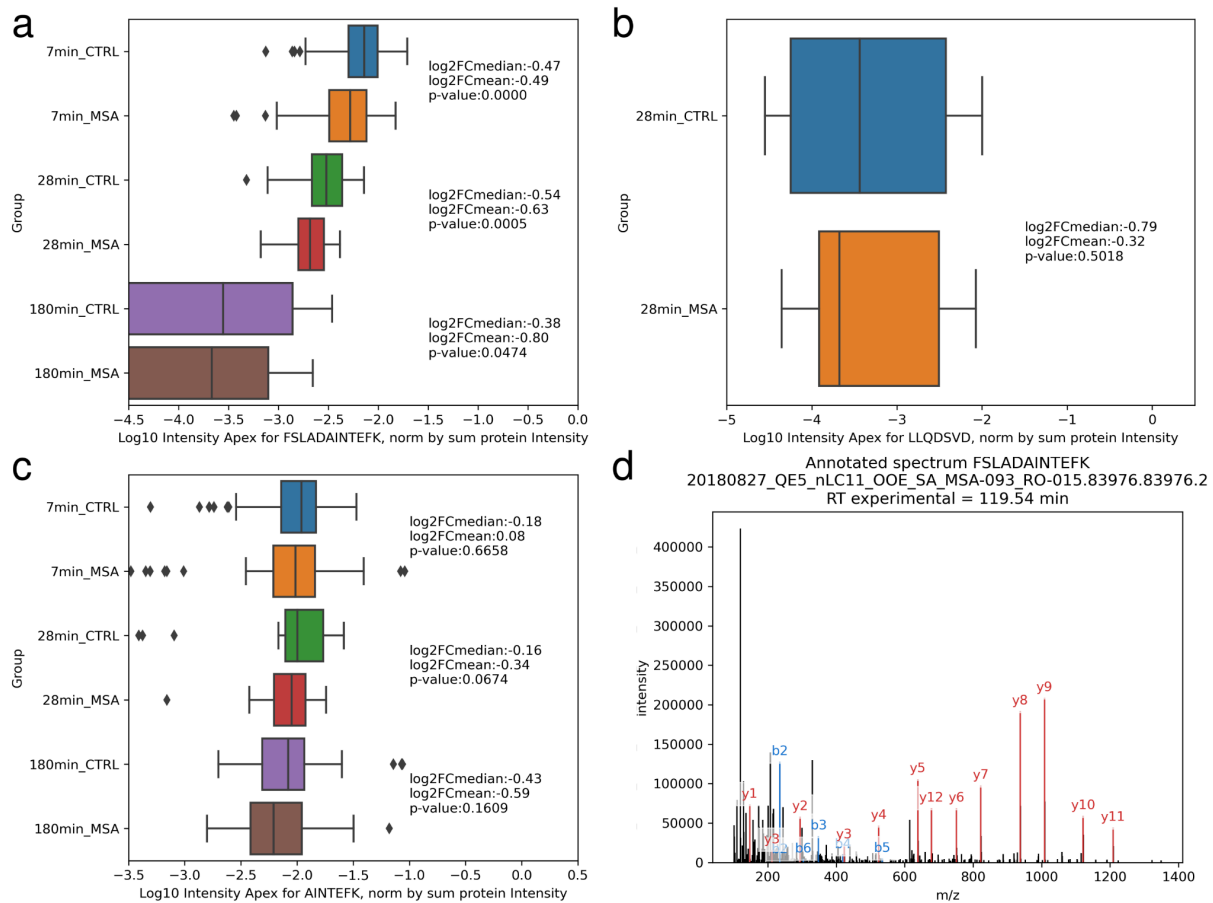 a
7min_CTRL
7min_MSA
28min_CTRL
28min_MSA
180min_CTRL
180min_MSA
Group
log2FCmedian:-0.47
log2FCmean:-0.49
p-value:0.0000
log2FCmedian:-0.54
log2FCmean:-0.63
p-value:0.0005
log2FCmedian:-0.38
log2FCmean:-0.80
p-value:0.0474
−4.5 −4.0 −3.5 −3.0 −2.5 −2.0 −1.5 −1.0 −0.5 0.0
Log10 Intensity Apex for FSLADAINTEFK, norm by sum protein Intensity
b
28min_CTRL
28min_MSA
Group
log2FCmedian:-0.79
log2FCmean:-0.32
p-value:0.5018
−5 −4 −3 −2 −1 0
Log10 Intensity Apex for LLQDSVD, norm by sum protein Intensity
c
7min_CTRL
7min_MSA
28min_CTRL
28min_MSA
180min_CTRL
180min_MSA
Group
log2FCmedian:-0.18
log2FCmean:0.08
p-value:0.6658
log2FCmedian:-0.16
log2FCmean:-0.34
p-value:0.0674
log2FCmedian:-0.43
log2FCmean:-0.59
p-value:0.1609
−3.5 −3.0 −2.5 −2.0 −1.5 −1.0 −0.5 0.0 0.5
Log10 Intensity Apex for AINTEFK, norm by sum protein Intensity
d
Annotated spectrum FSLADAINTEFK
20180827_QE5_nLC11_OOE_SA_MSA-093_RO-015.83976.83976.2
RT experimental = 119.54 min
400000
350000
300000
250000
200000
150000
100000
50000
0
intensity
y8 y9
b2
y5 y7
y1 y2 y12 y6 y10
y4 y11
b3
y3 y3 b4
b6 b5
200 400 600 800 1000 1200 1400
m/z